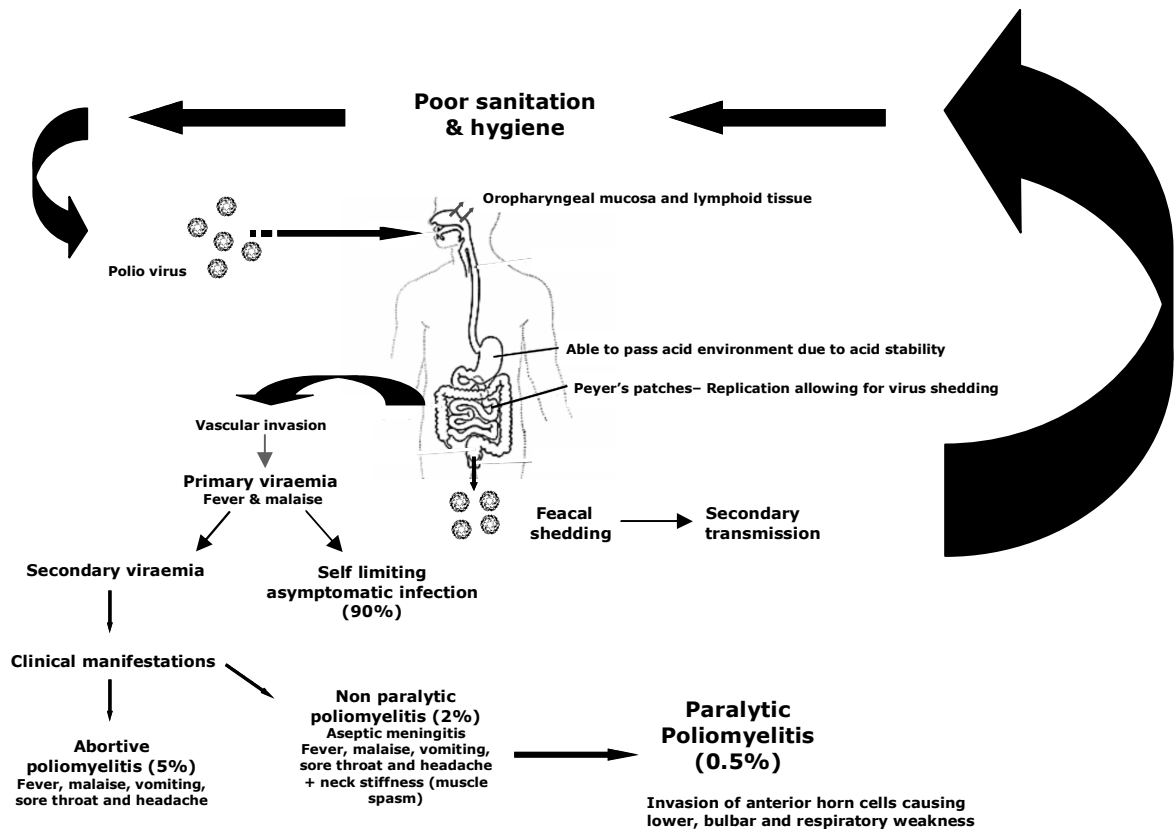 Poor sanitation
& hygiene
Oropharyngeal mucosa and lymphoid tissue
Polio virus
Able to pass acid environment due to acid stability
Peyer's patches– Replication allowing for virus shedding
Vascular invasion
Primary viraemia
Fever & malaise
Feacal
shedding
Secondary
transmission
Secondary viraemia
Self limiting
asymptomatic infection
(90%)
Clinical manifestations
Abortive
poliomyelitis (5%)
Fever, malaise, vomiting,
sore throat and headache
Non paralytic
poliomyelitis (2%)
Aseptic meningitis
Fever, malaise, vomiting,
sore throat and headache
+ neck stiffness (muscle
spasm)
Paralytic
Poliomyelitis
(0.5%)
Invasion of anterior horn cells causing
lower, bulbar and respiratory weakness